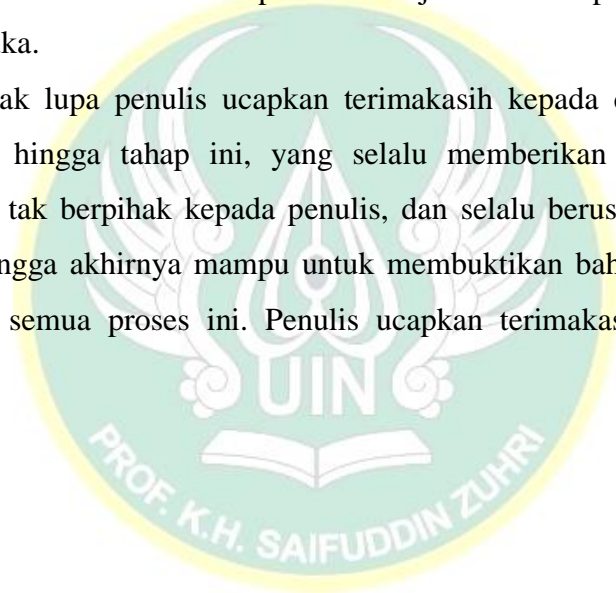 uka.
ak lupa penulis ucapkan terimakasih kepada
hingga tahap ini, yang selalu memberikan
tak berpihak kepada penulis, dan selalu berus
ngga akhirnya mampu untuk membuktikan bah
semua proses ini. Penulis ucapkan terimakas
UIN
PROF. K.H. SAIFUDDIN ZUHRI